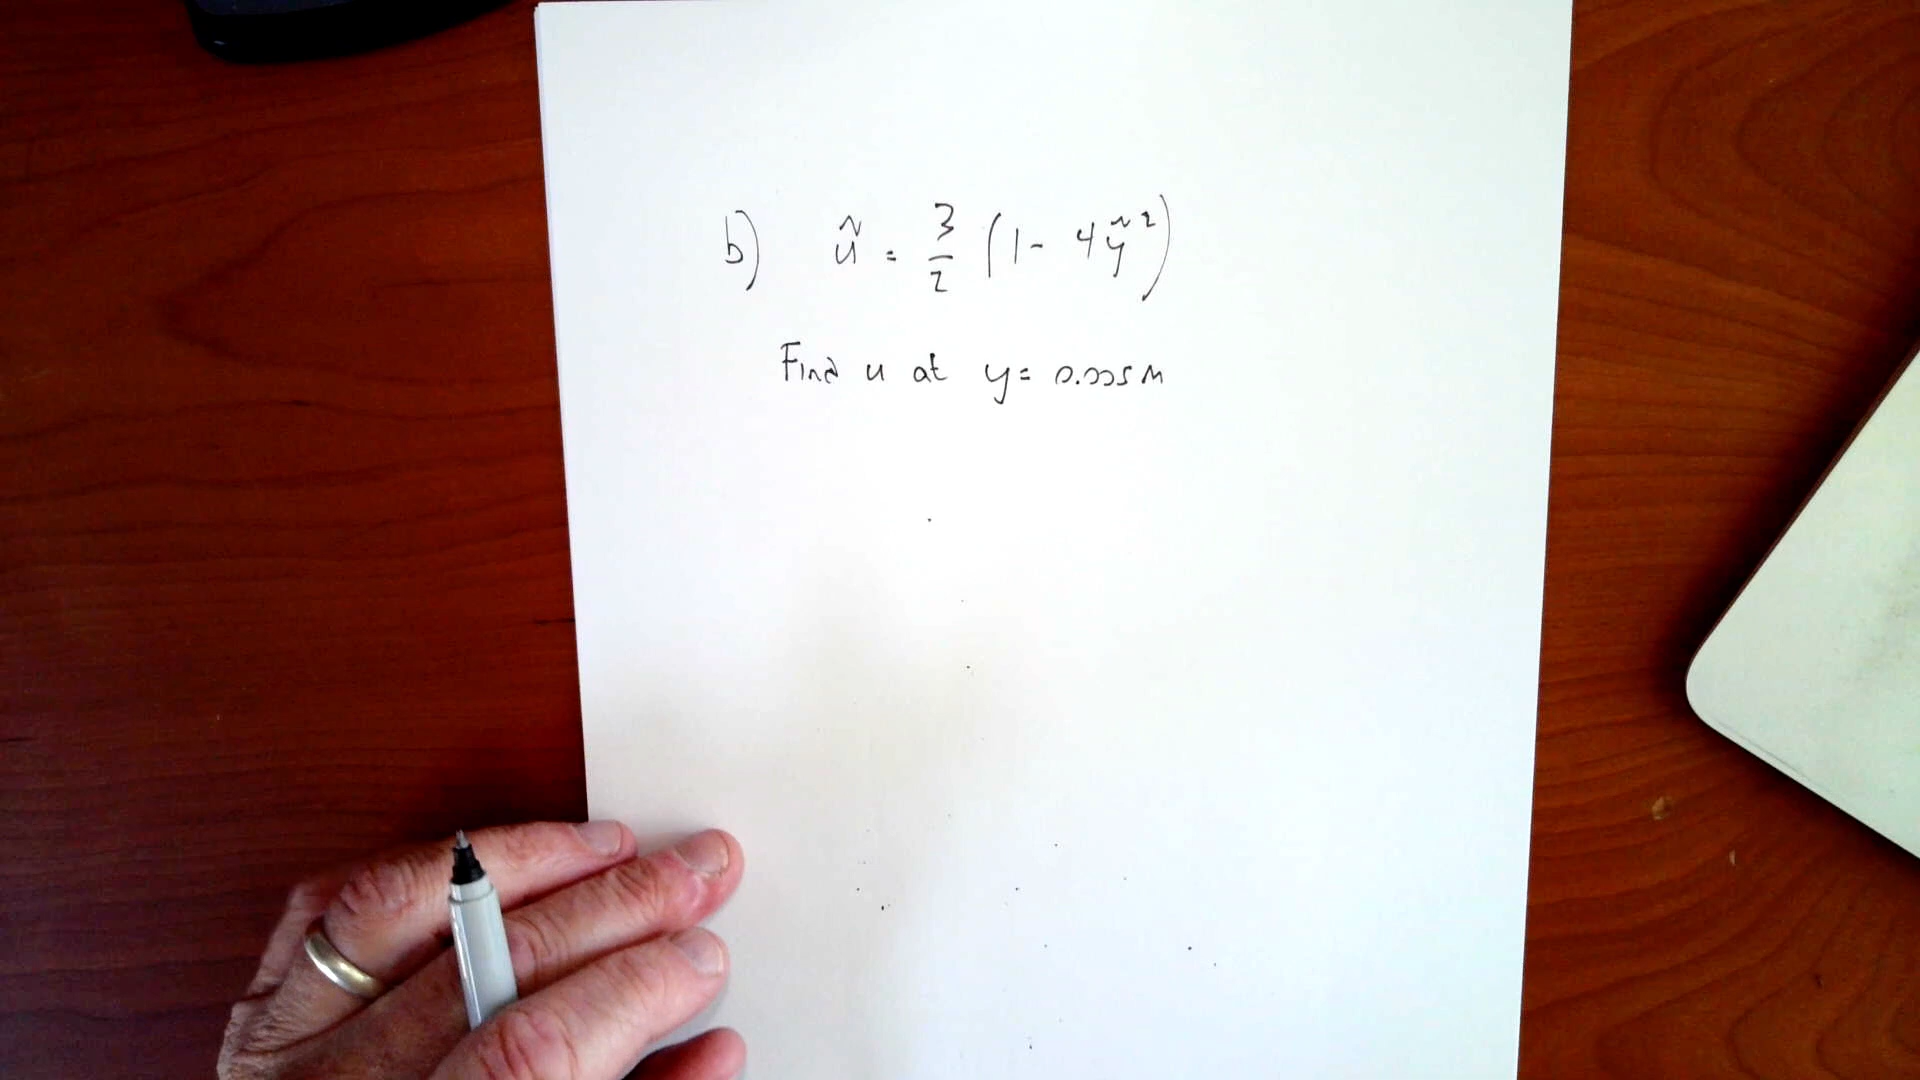 b) ũ = 3/2 (1 - 4ỹ²)
Find u at y = 0.005 m